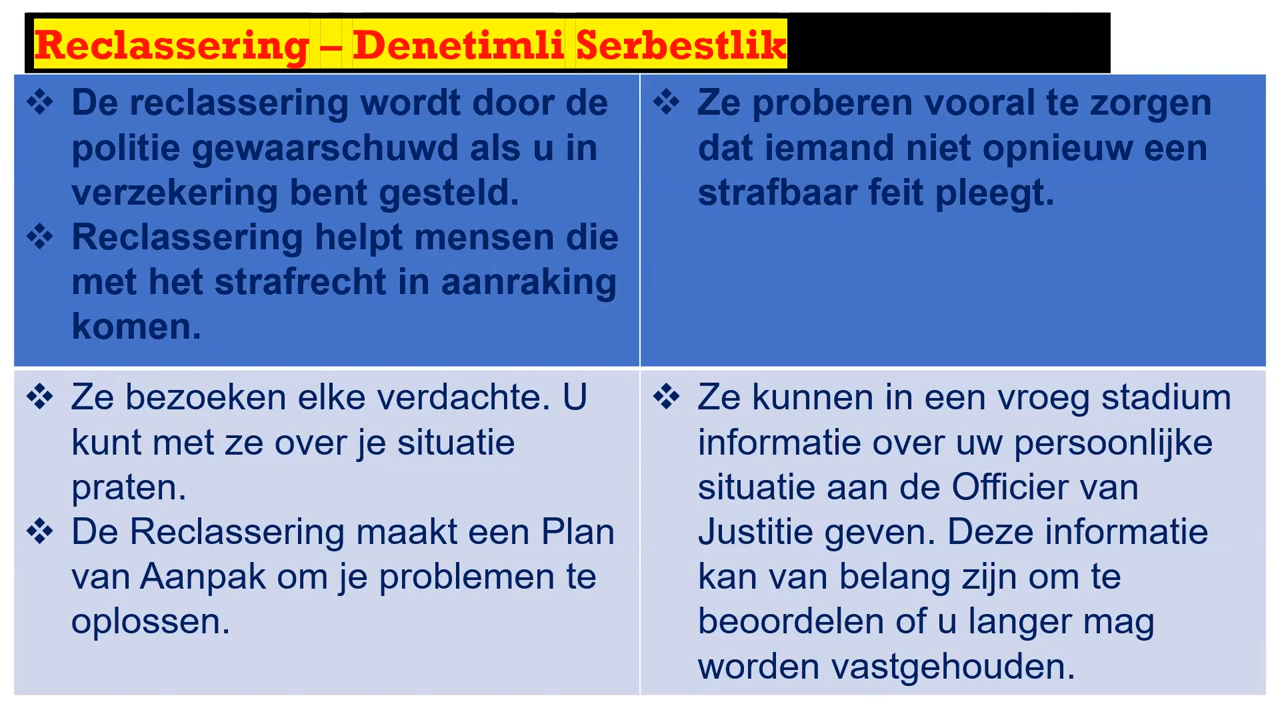 Reclassering – Denetimli Serbestlik
❖ De reclassering wordt door de
politie gewaarschuwd als u in
verzekering bent gesteld.
❖ Reclassering helpt mensen die
met het strafrecht in aanraking
komen.
❖ Ze proberen vooral te zorgen
dat iemand niet opnieuw een
strafbaar feit pleegt.
❖ Ze bezoeken elke verdachte. U
kunt met ze over je situatie
praten.
❖ De Reclassering maakt een Plan
van Aanpak om je problemen te
oplossen.
❖ Ze kunnen in een vroeg stadium
informatie over uw persoonlijke
situatie aan de Officier van
Justitie geven. Deze informatie
kan van belang zijn om te
beoordelen of u langer mag
worden vastgehouden.